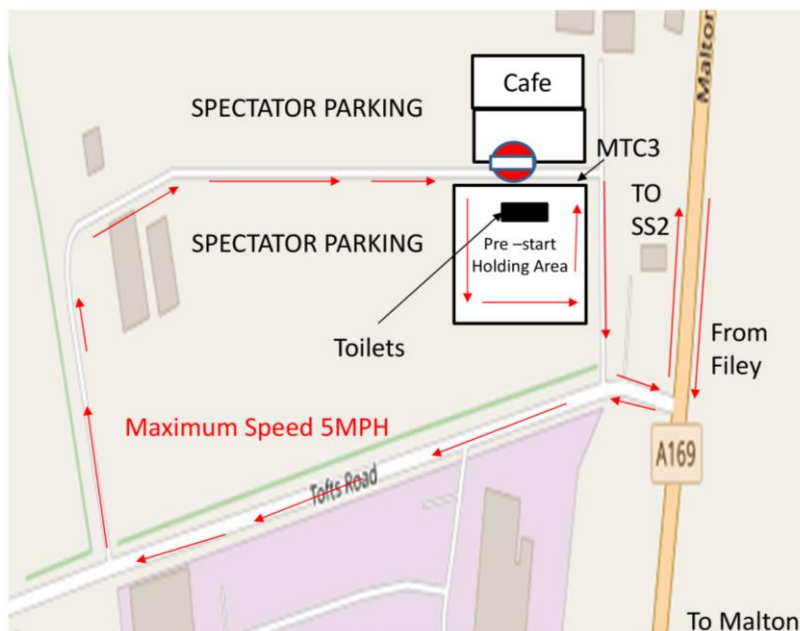 Cafe
Malton
SPECTATOR PARKING
MTC3
TO
SS2
SPECTATOR PARKING
Pre –start
Holding Area
Toilets
From
Filey
Maximum Speed 5MPH
A169
Tofts Road
To Malton